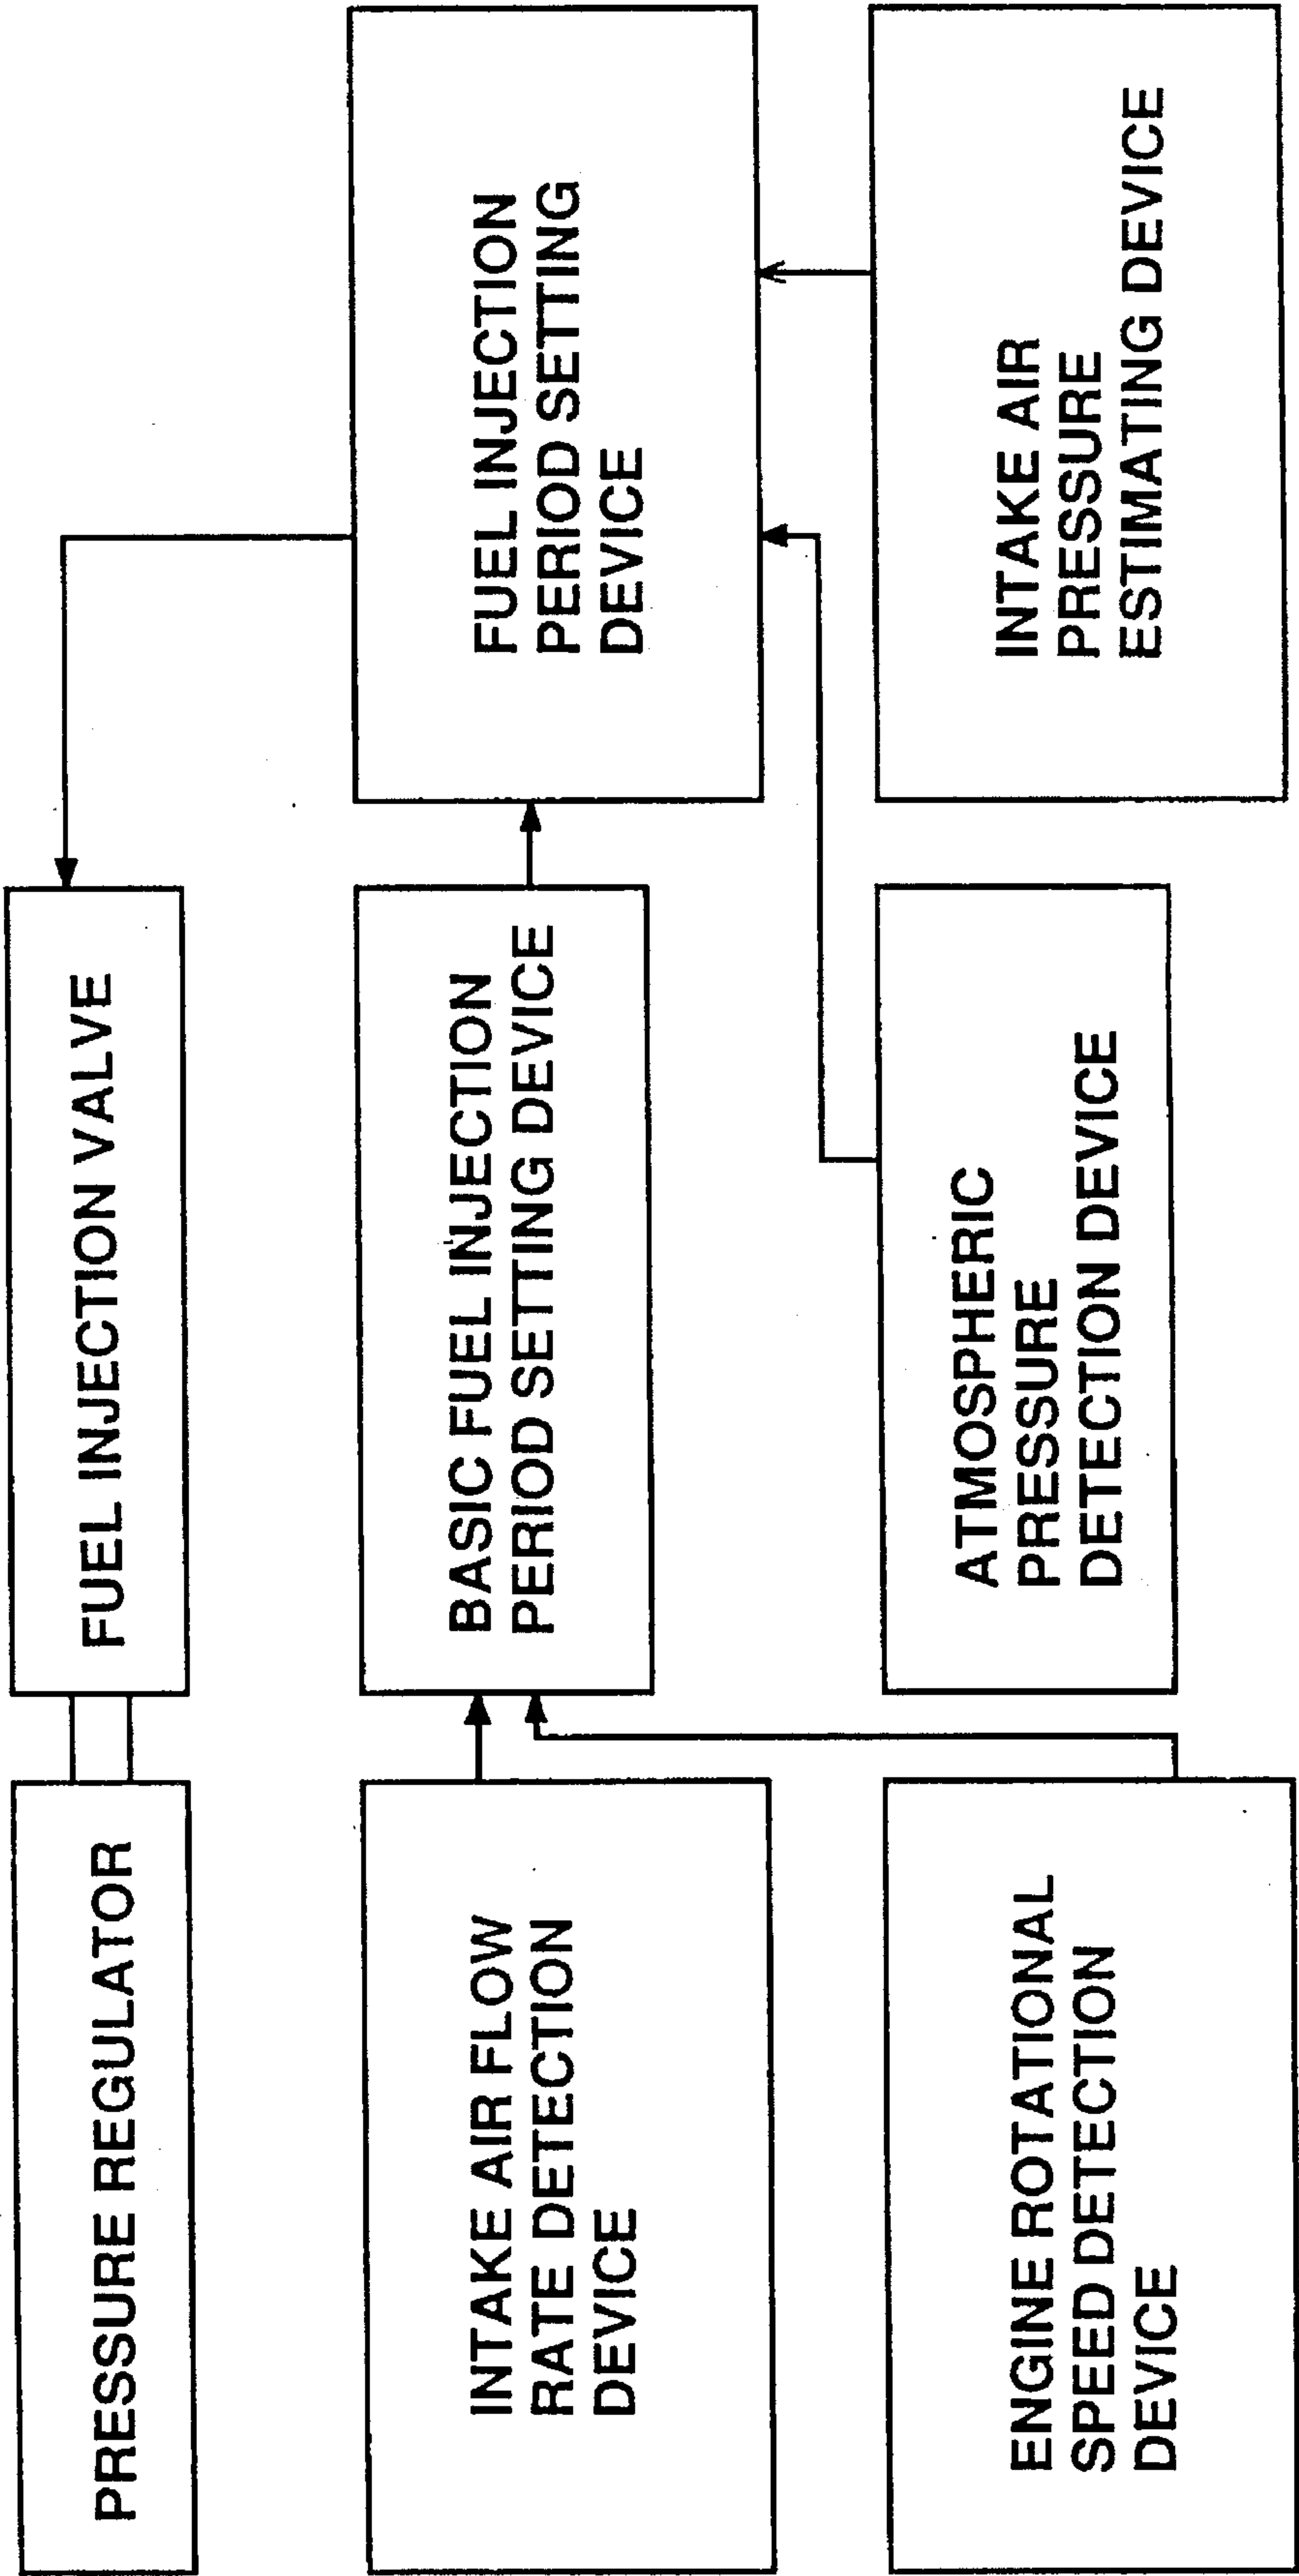 PRESSURE REGULATOR
FUEL INJECTION VALVE
INTAKE AIR FLOW
RATE DETECTION
DEVICE
BASIC FUEL INJECTION
PERIOD SETTING DEVICE
FUEL INJECTION
PERIOD SETTING
DEVICE
ENGINE ROTATIONAL
SPEED DETECTION
DEVICE
ATMOSPHERIC
PRESSURE
DETECTION DEVICE
INTAKE AIR
PRESSURE
ESTIMATING DEVICE